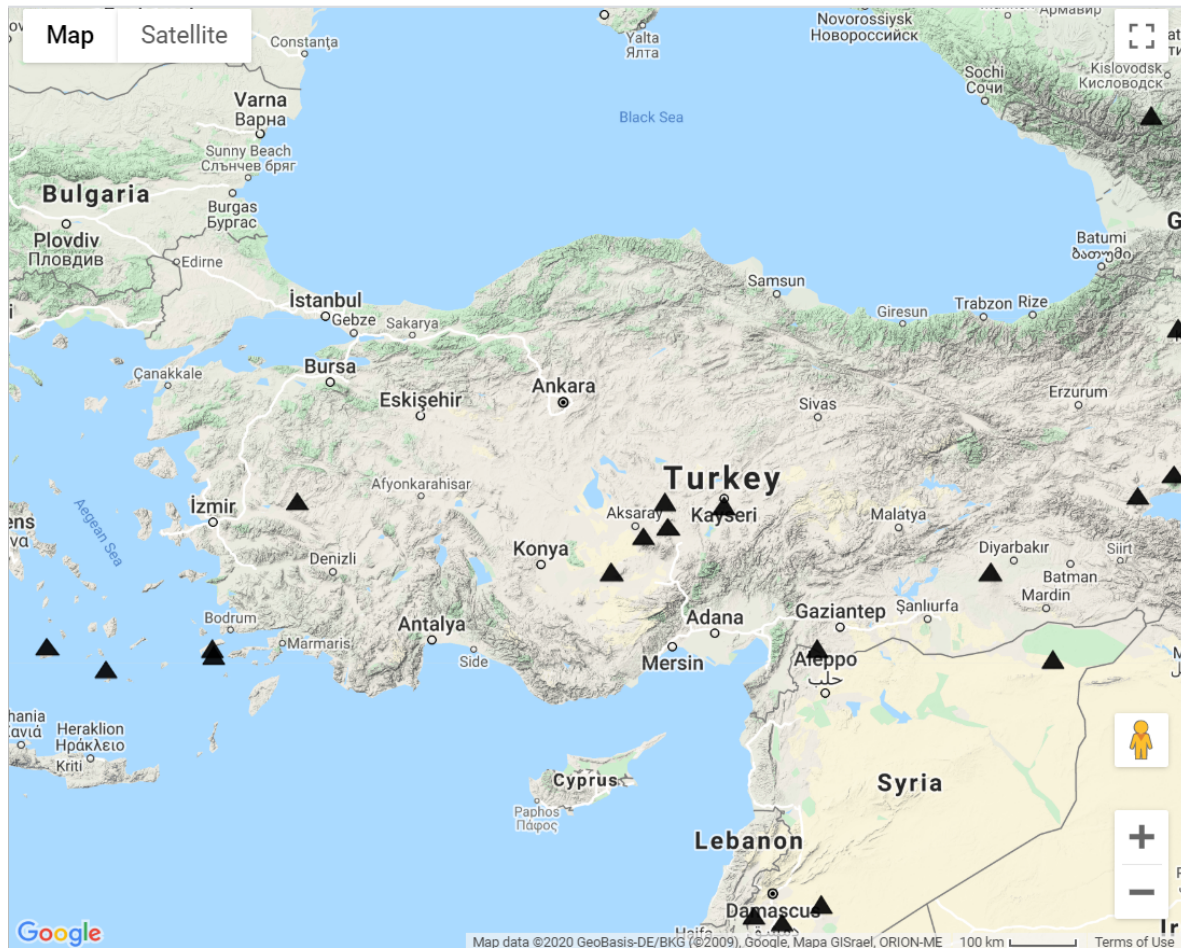 Map
Satellite
Constanţa
Yalta
Ялта
Novorossiysk
Новороссийск
Армавир
Kislovodsk
Кисловодск
Sochi
Сочи
Varna
Варна
Black Sea
Sunny Beach
Слънчев бряг
Bulgaria
Burgas
Бургас
Plovdiv
Пловдив
Edirne
Batumi
ბათუმი
İstanbul
Gebze
Sakarya
Samsun
Giresun
Trabzon
Rize
Bursa
Çanakkale
Ankara
Eskişehir
Sivas
Erzurum
Turkey
Afyonkarahisar
İzmir
Aksaray
Kayseri
Malatya
Aegean Sea
Konya
Denizli
Diyarbakır
Siirt
Batman
Mardin
Bodrum
Marmaris
Antalya
Side
Adana
Mersin
Gaziantep
Şanlıurfa
Aleppo
حلب
Heraklion
Ηράκλειο
Kriti
Cyprus
Paphos
Πάφος
Syria
Lebanon
Damascus
Haifa
Google
Map data ©2020 GeoBasis-DE/BKG (©2009), Google, Mapa GISrael, ORION-ME
100 km
Terms of Use